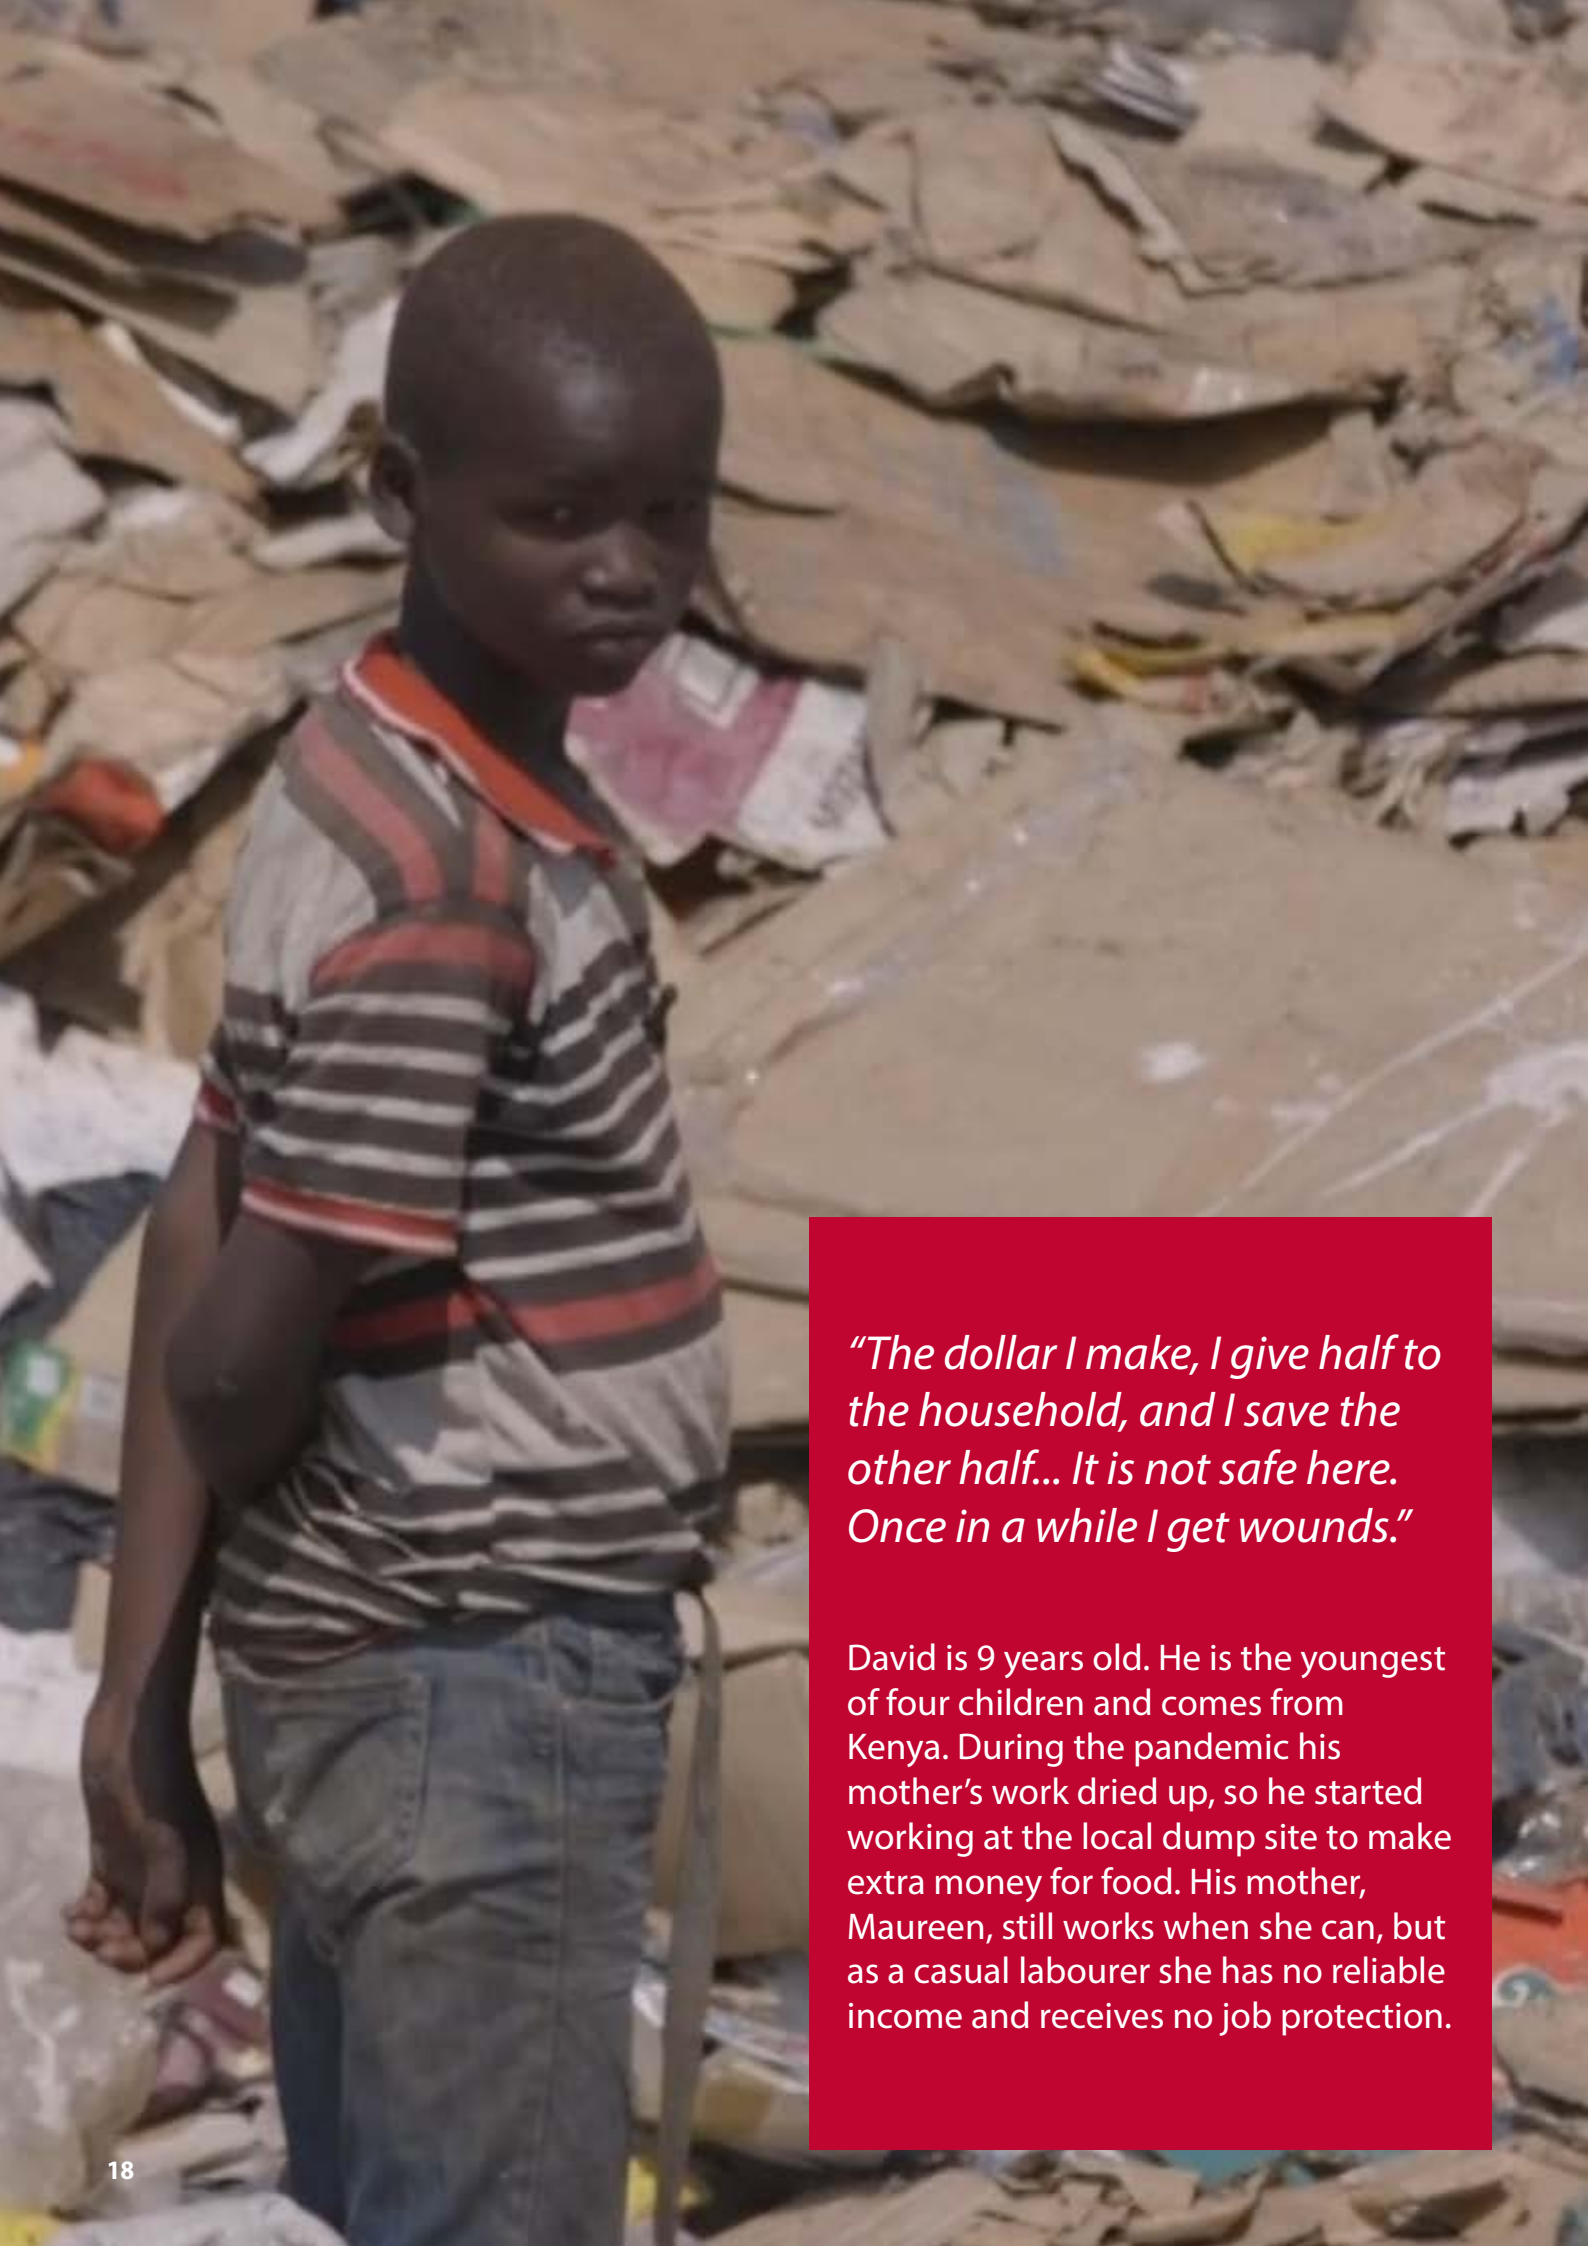 “The dollar I make, I give half to
the household, and I save the
other half... It is not safe here.
Once in a while I get wounds.”
David is 9 years old. He is the youngest
of four children and comes from
Kenya. During the pandemic his
mother’s work dried up, so he started
working at the local dump site to make
extra money for food. His mother,
Maureen, still works when she can, but
as a casual labourer she has no reliable
income and receives no job protection.
18